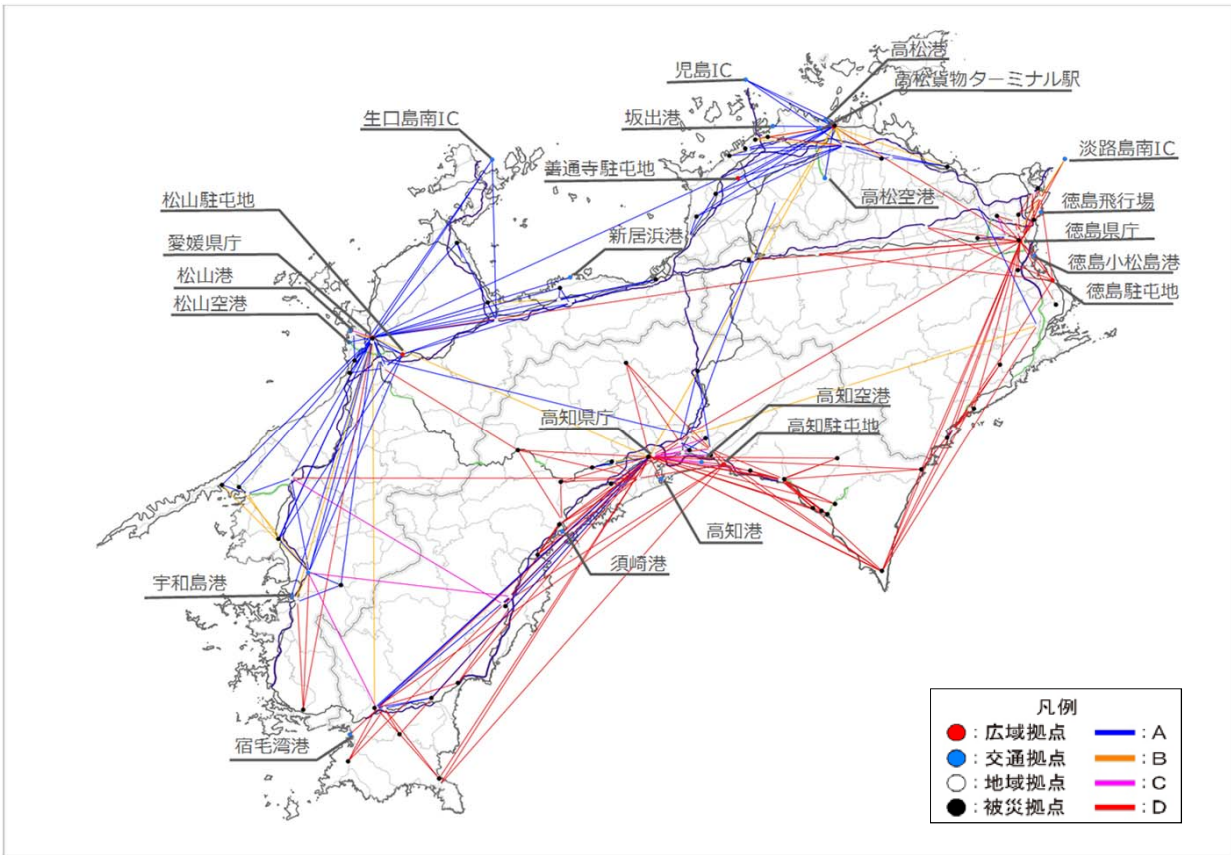 高松港
児島IC
高松貨物ターミナル駅
坂出港
生口島南IC
淡路島南IC
善通寺駐屯地
高松空港
徳島飛行場
松山駐屯地
愛媛県庁
新居浜港
徳島県庁
松山港
徳島小松島港
松山空港
徳島駐屯地
高知空港
高知県庁
高知駐屯地
高知港
須崎港
宇和島港
宿毛湾港
凡例
：広域拠点 ：A
：交通拠点 ：B
：地域拠点 ：C
：被災拠点 ：D